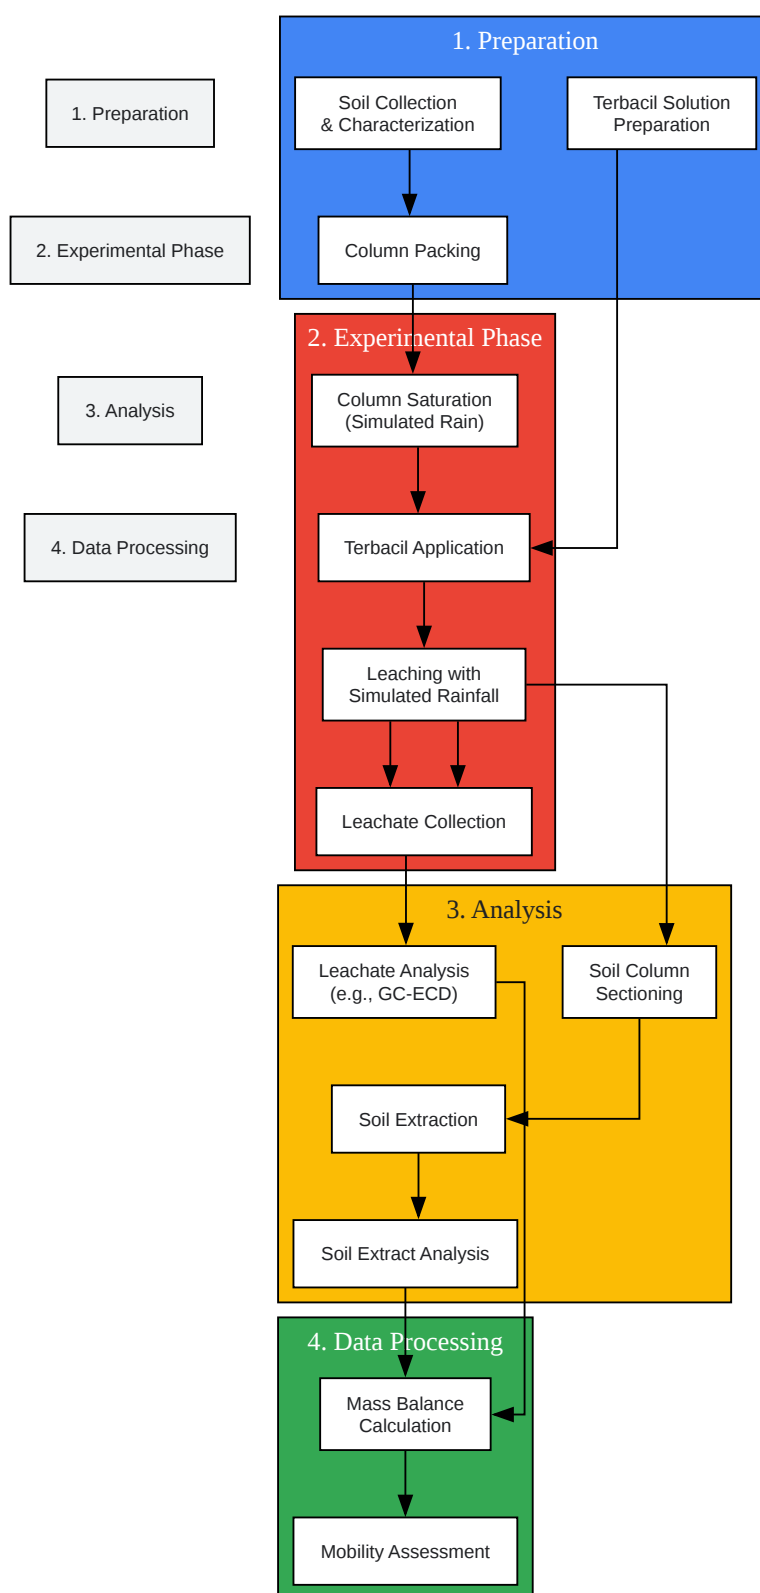 1. Preparation
2. Experimental Phase
3. Analysis
4. Data Processing
1. Preparation
Soil Collection
& Characterization
Terbacil Solution
Preparation
Column Packing
2. Experimental Phase
Column Saturation
(Simulated Rain)
Terbacil Application
Leaching with
Simulated Rainfall
Leachate Collection
3. Analysis
Leachate Analysis
(e.g., GC-ECD)
Soil Column
Sectioning
Soil Extraction
Soil Extract Analysis
4. Data Processing
Mass Balance
Calculation
Mobility Assessment